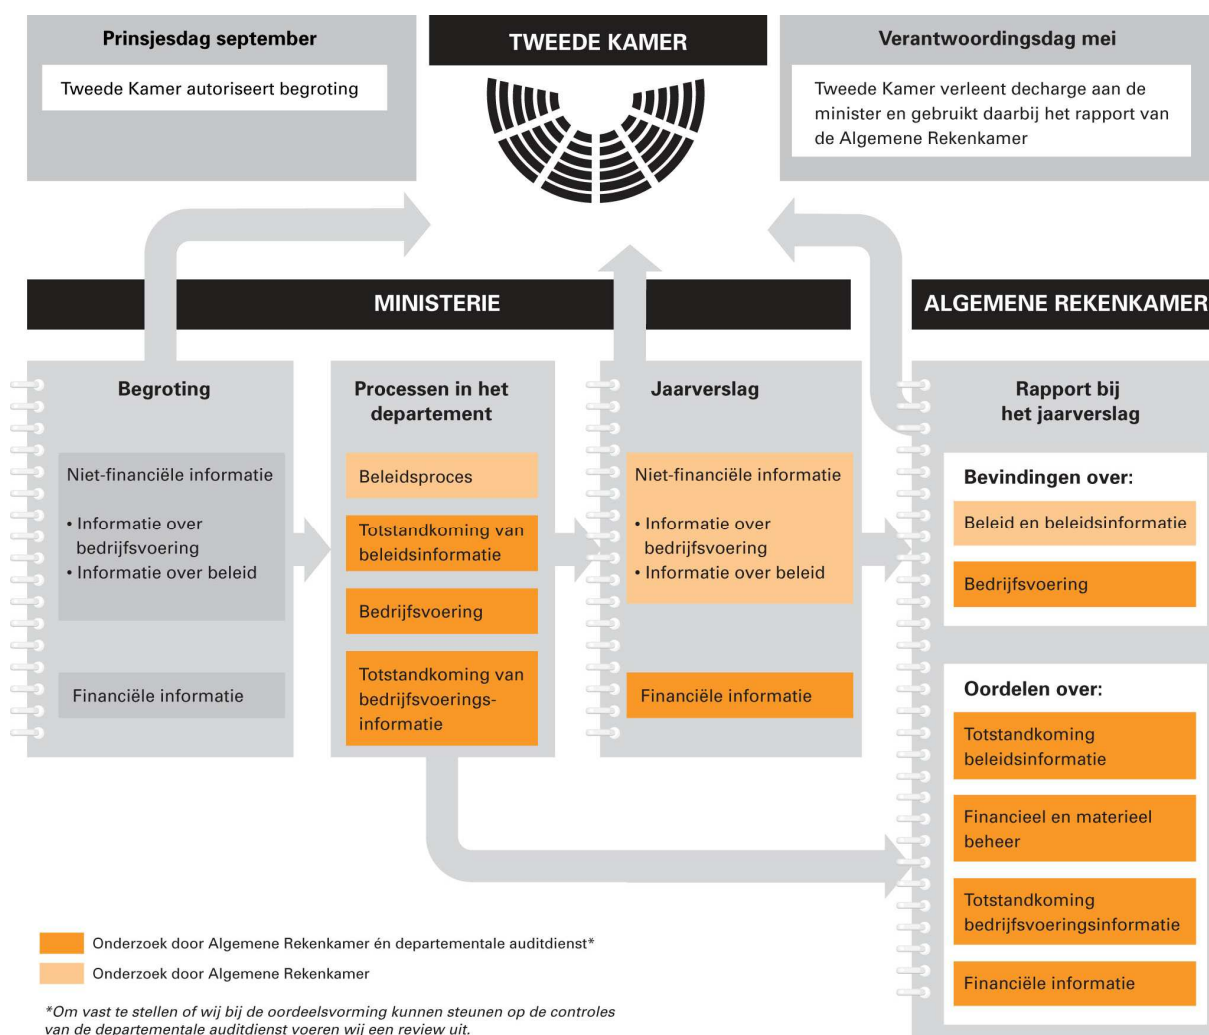 Prinsjesdag september
Tweede Kamer autoriseert begroting
TWEEDE KAMER
Verantwoordingsdag mei
Tweede Kamer verleent decharge aan de
minister en gebruikt daarbij het rapport van
de Algemene Rekenkamer
MINISTERIE
ALGEMENE REKENKAMER
Begroting
Niet-financiële informatie
• Informatie over
bedrijfsvoering
• Informatie over beleid
Financiële informatie
Processen in het
departement
Beleidsproces
Totstandkoming van
beleidsinformatie
Bedrijfsvoering
Totstandkoming van
bedrijfsvoerings-
informatie
Jaarverslag
Niet-financiële informatie
• Informatie over
bedrijfsvoering
• Informatie over beleid
Financiële informatie
Rapport bij
het jaarverslag
Bevindingen over:
Beleid en beleidsinformatie
Bedrijfsvoering
Oordelen over:
Totstandkoming
beleidsinformatie
Financieel en materieel
beheer
Totstandkoming
bedrijfsvoeringsinformatie
Financiële informatie
Onderzoek door Algemene Rekenkamer én departementale auditdienst*
Onderzoek door Algemene Rekenkamer
*Om vast te stellen of wij bij de oordeelsvorming kunnen steunen op de controles
van de departementale auditdienst voeren wij een review uit.